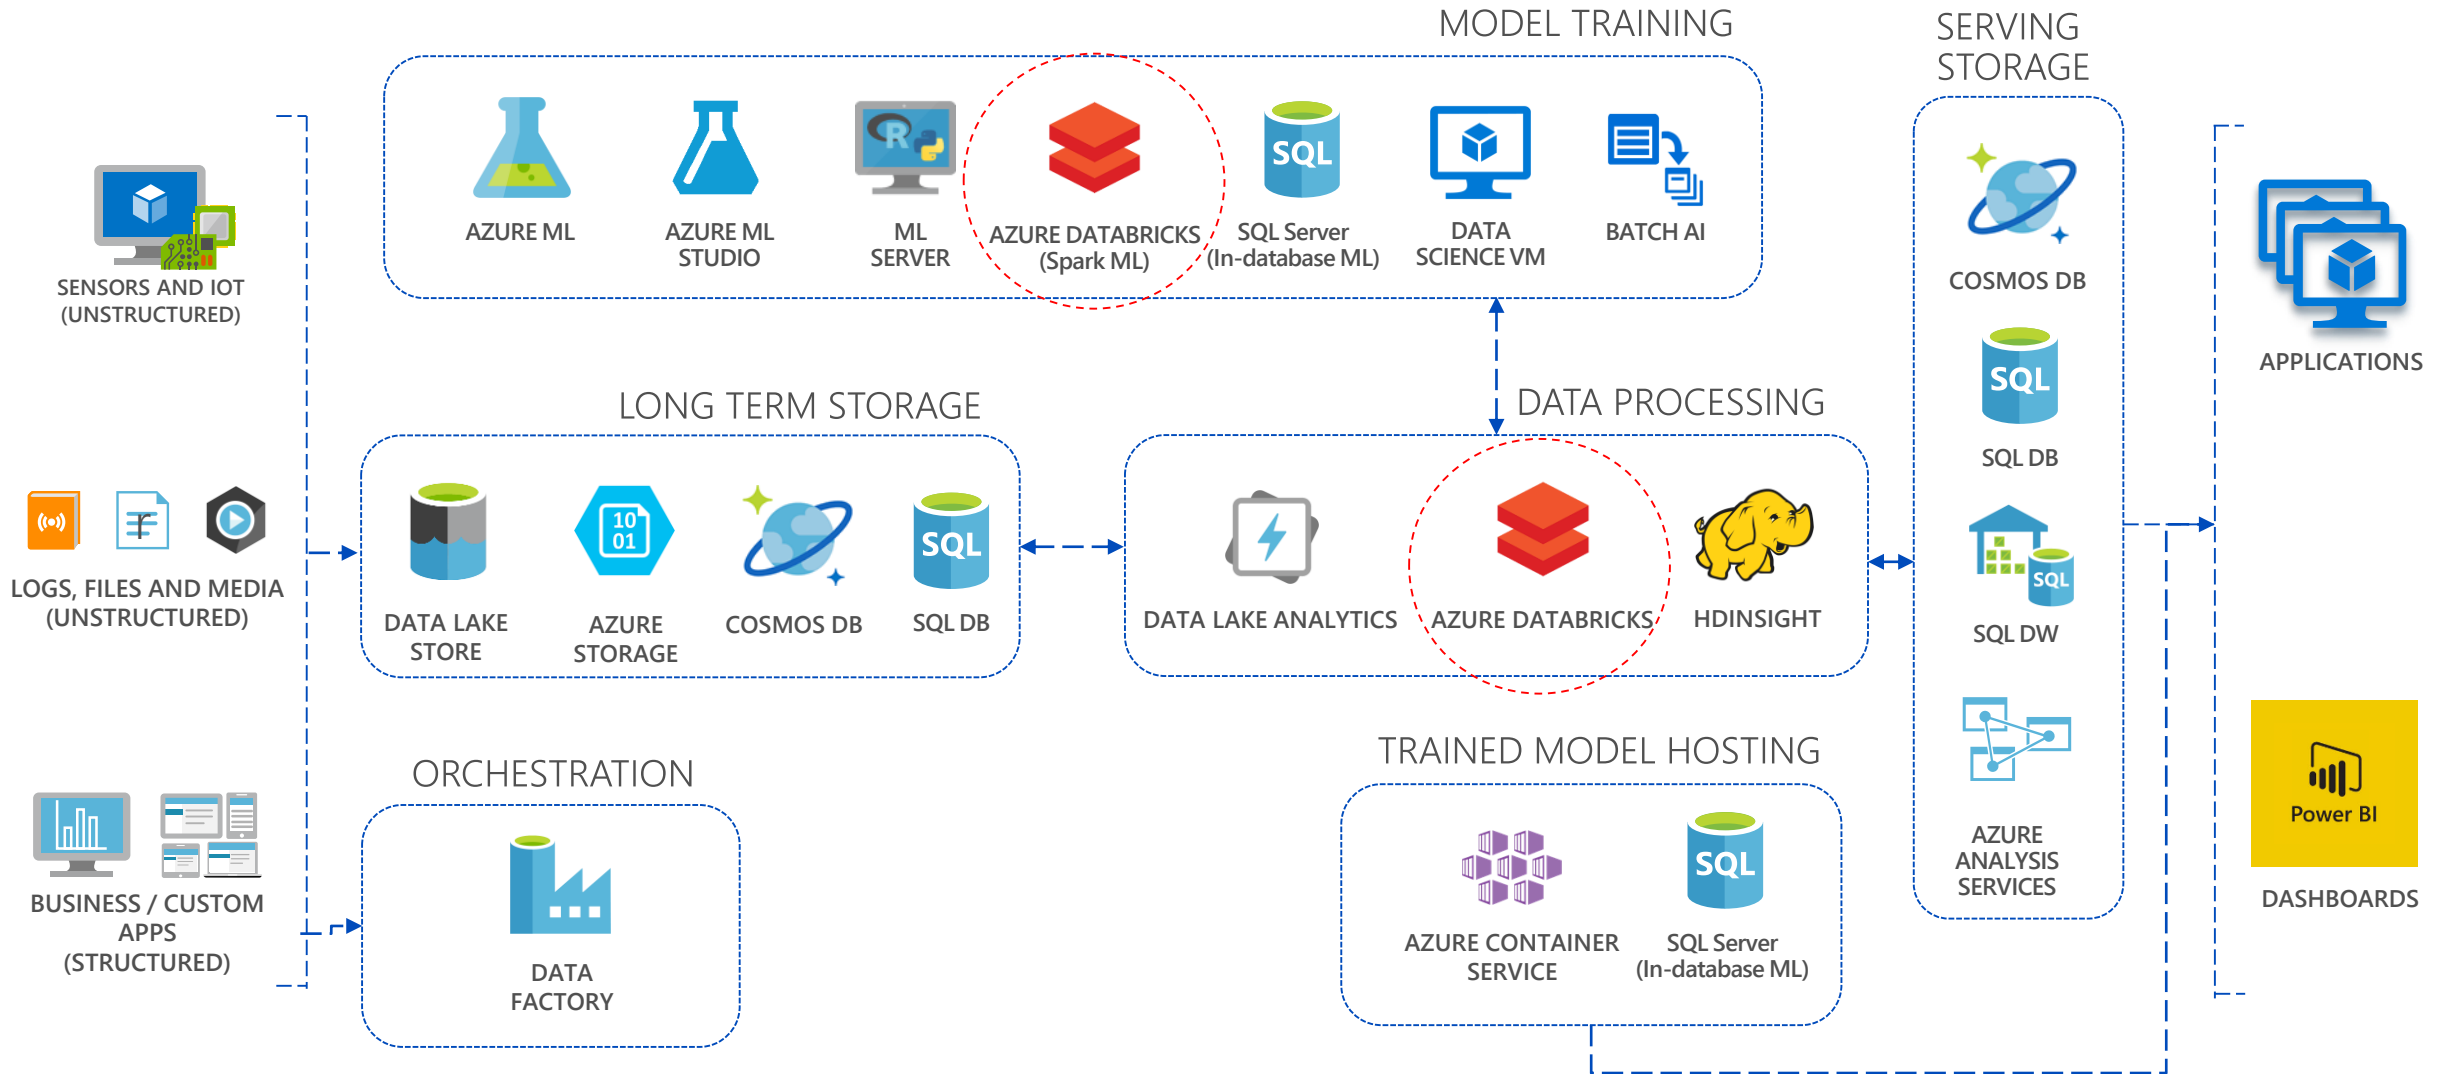 MODEL TRAINING
SERVING
STORAGE
AZURE ML
AZURE ML
STUDIO
R
ML
SERVER
AZURE DATABRICKS
(Spark ML)
SQL
SQL Server
(In-database ML)
DATA
SCIENCE VM
BATCH AI
SENSORS AND IOT
(UNSTRUCTURED)
COSMOS DB
SQL
SQL DB
APPLICATIONS
LONG TERM STORAGE
DATA PROCESSING
r
LOGS, FILES AND MEDIA
(UNSTRUCTURED)
DATA LAKE
STORE
10
01
AZURE
STORAGE
COSMOS DB
SQL
SQL DB
DATA LAKE ANALYTICS
AZURE DATABRICKS
HDINSIGHT
SQL
SQL DW
AZURE
ANALYSIS
SERVICES
ORCHESTRATION
TRAINED MODEL HOSTING
BUSINESS / CUSTOM
APPS
(STRUCTURED)
DATA
FACTORY
AZURE CONTAINER
SERVICE
SQL
SQL Server
(In-database ML)
Power BI
DASHBOARDS